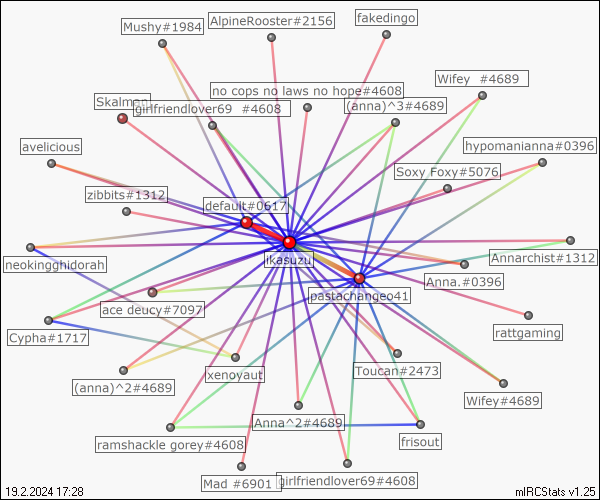 AlpineRooster#2156
fakedingo
Mushy#1984
Wifey  #4689
no cops no laws no hope#4608
Skalman
girlfriendlover69  #4608
(anna)^3#4689
avelicious
hypomanianna#0396
Soxy Foxy#5076
zibbits#1312
default#0617
Annarchist#1312
neokingghidorah
ikasuzu|
Anna.#0396
pastachangeo41
ace deucy#7097
rattgaming
Cypha#1717
xenoyaut
Toucan#2473
(anna)^2#4689
Wifey#4689
Anna^2#4689
ramshackle gorey#4608
frisout
Mad #6901
girlfriendlover69#4608
19.2.2024 17:28
mIRCStats v1.25